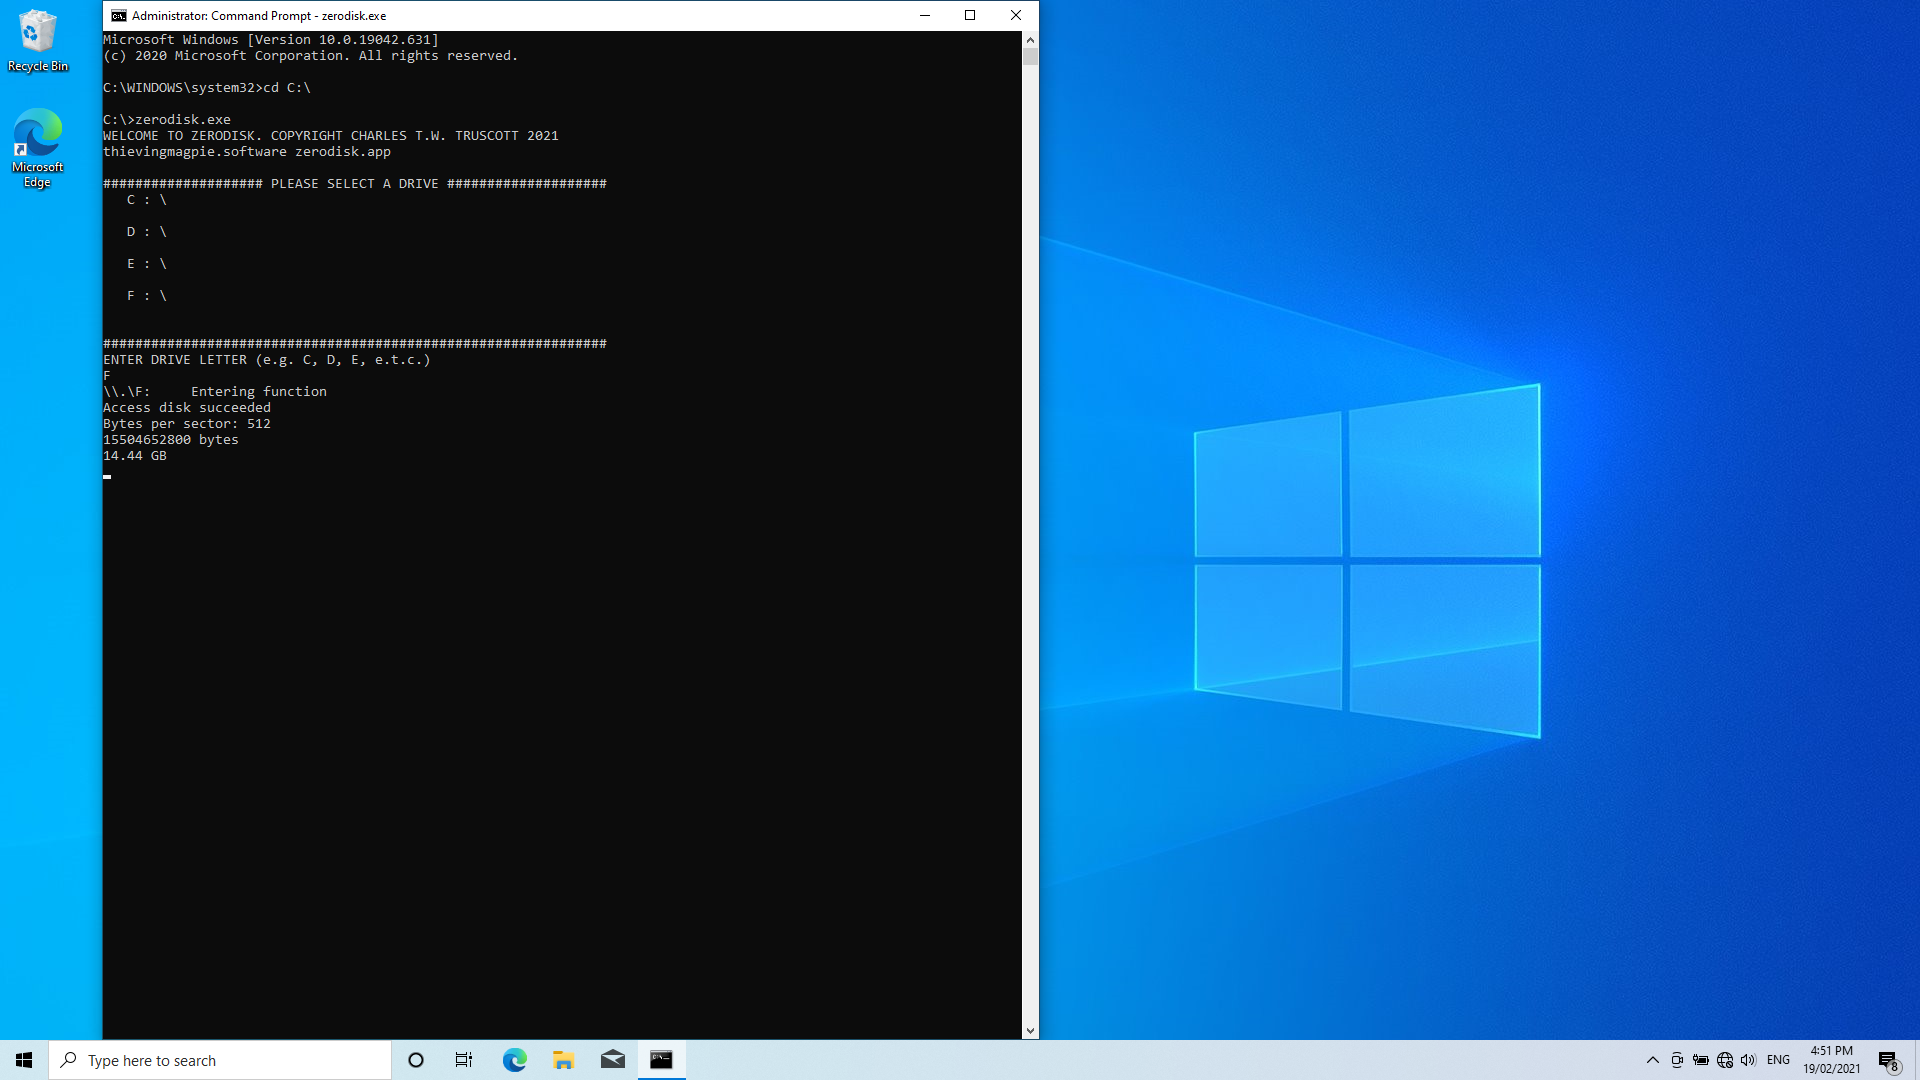 Recycle Bin
Microsoft
Edge
Administrator: Command Prompt - zerodisk.exe
Microsoft Windows [Version 10.0.19042.631]
(c) 2020 Microsoft Corporation. All rights reserved.
C:\WINDOWS\system32>cd C:\
C:\>zerodisk.exe
WELCOME TO ZERODISK. COPYRIGHT CHARLES T.W. TRUSCOTT 2021
thievingmagpie.software zerodisk.app
#################### PLEASE SELECT A DRIVE ####################
C : \
D : \
E : \
F : \
###############################################################
ENTER DRIVE LETTER (e.g. C, D, E, e.t.c.)
F
\\.\F:     Entering function
Access disk succeeded
Bytes per sector: 512
15504652800 bytes
14.44 GB
Type here to search
ENG
4:51 PM
19/02/2021
8